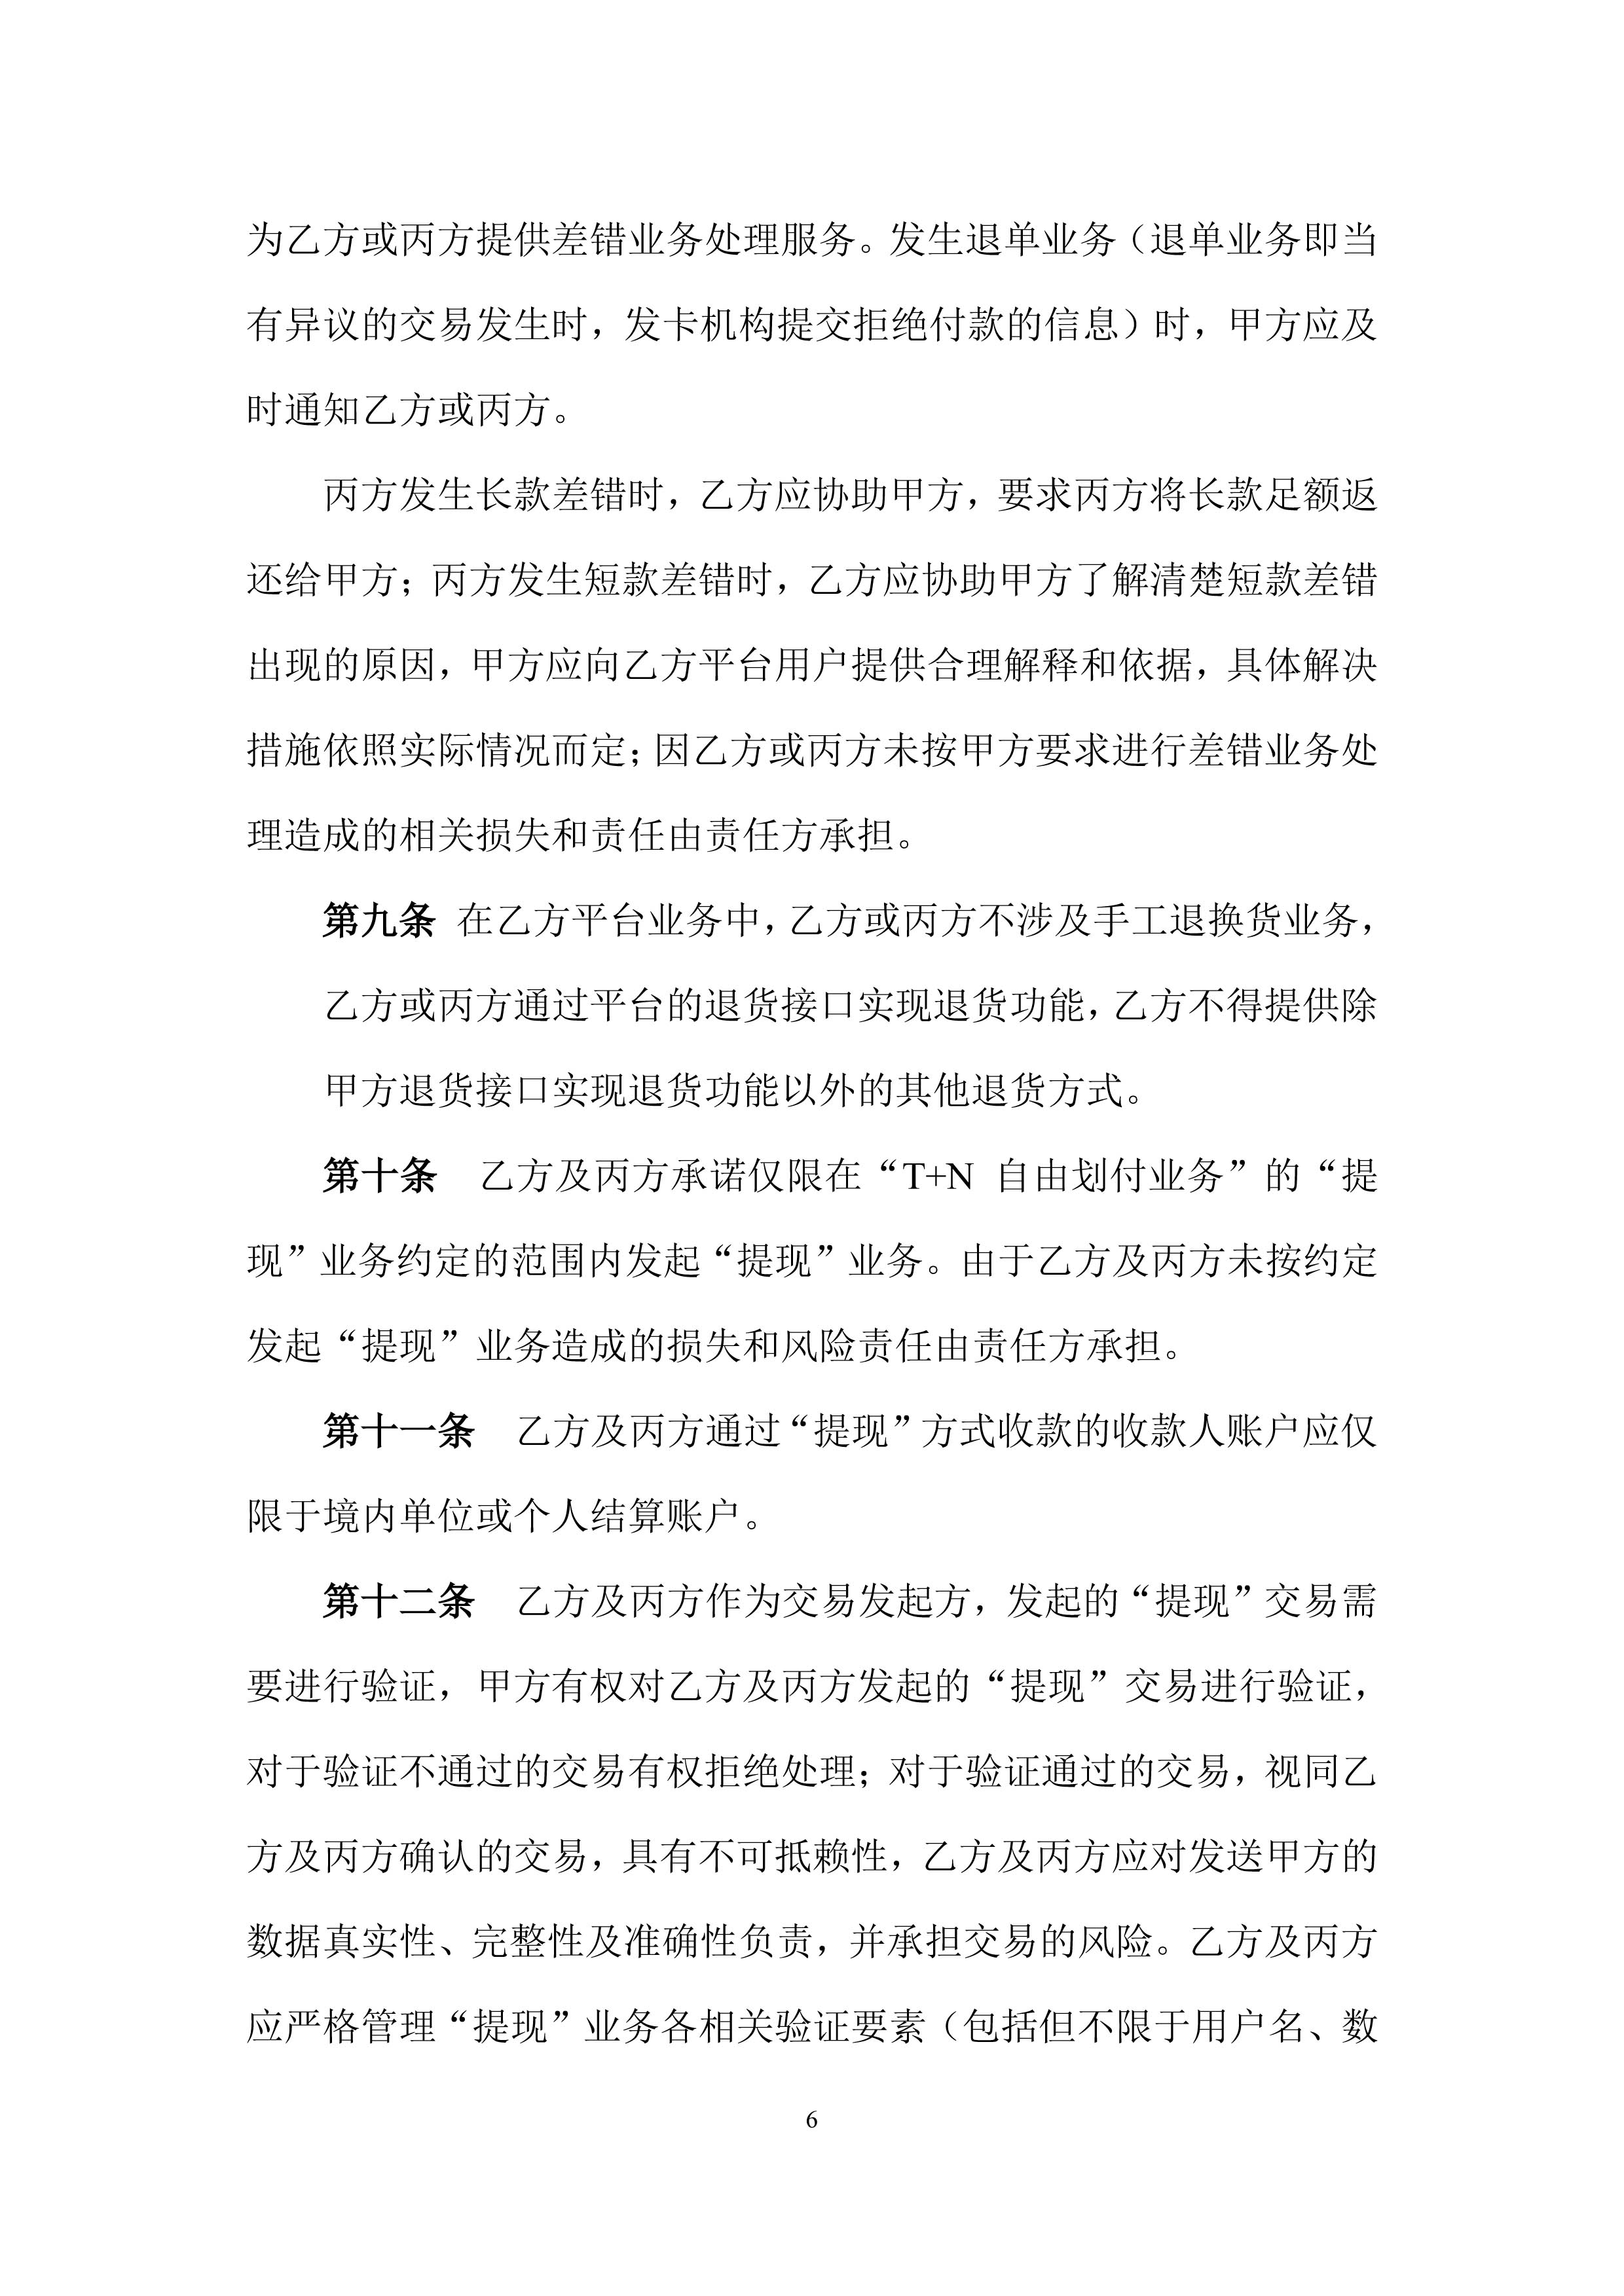 为乙方或丙方提供差错业务处理服务。发生退单业务（退单业务即当
有异议的交易发生时，发卡机构提交拒绝付款的信息）时，甲方应及
时通知乙方或丙方。
丙方发生长款差错时，乙方应协助甲方，要求丙方将长款足额返
还给甲方；丙方发生短款差错时，乙方应协助甲方了解清楚短款差错
出现的原因，甲方应向乙方平台用户提供合理解释和依据，具体解决
措施依照实际情况而定；因乙方或丙方未按甲方要求进行差错业务处
理造成的相关损失和责任由责任方承担。
第九条 在乙方平台业务中，乙方或丙方不涉及手工退换货业务，
乙方或丙方通过平台的退货接口实现退货功能，乙方不得提供除
甲方退货接口实现退货功能以外的其他退货方式。
第十条 乙方及丙方承诺仅限在“T+N 自由划付业务”的“提
现”业务约定的范围内发起“提现”业务。由于乙方及丙方未按约定
发起“提现”业务造成的损失和风险责任由责任方承担。
第十一条 乙方及丙方通过“提现”方式收款的收款人账户应仅
限于境内单位或个人结算账户。
第十二条 乙方及丙方作为交易发起方，发起的“提现”交易需
要进行验证，甲方有权对乙方及丙方发起的“提现”交易进行验证，
对于验证不通过的交易有权拒绝处理；对于验证通过的交易，视同乙
方及丙方确认的交易，具有不可抵赖性，乙方及丙方应对发送甲方的
数据真实性、完整性及准确性负责，并承担交易的风险。乙方及丙方
应严格管理“提现”业务各相关验证要素（包括但不限于用户名、数
6